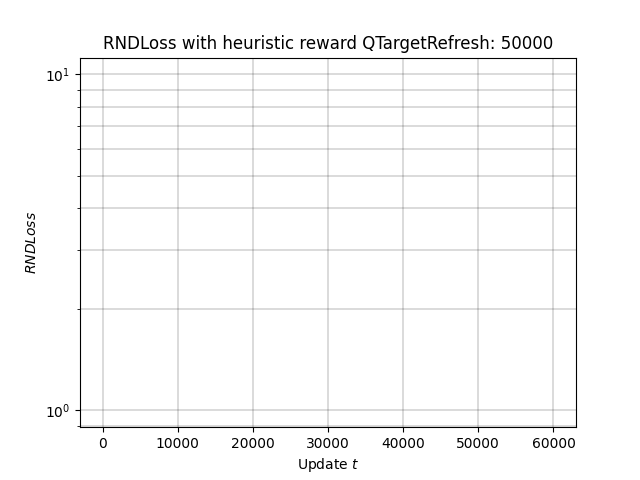 RNDLoss with heuristic reward QTargetRefresh: 50000
10¹
RNDLoss
10⁰
0 10000 20000 30000 40000 50000 60000
Update t